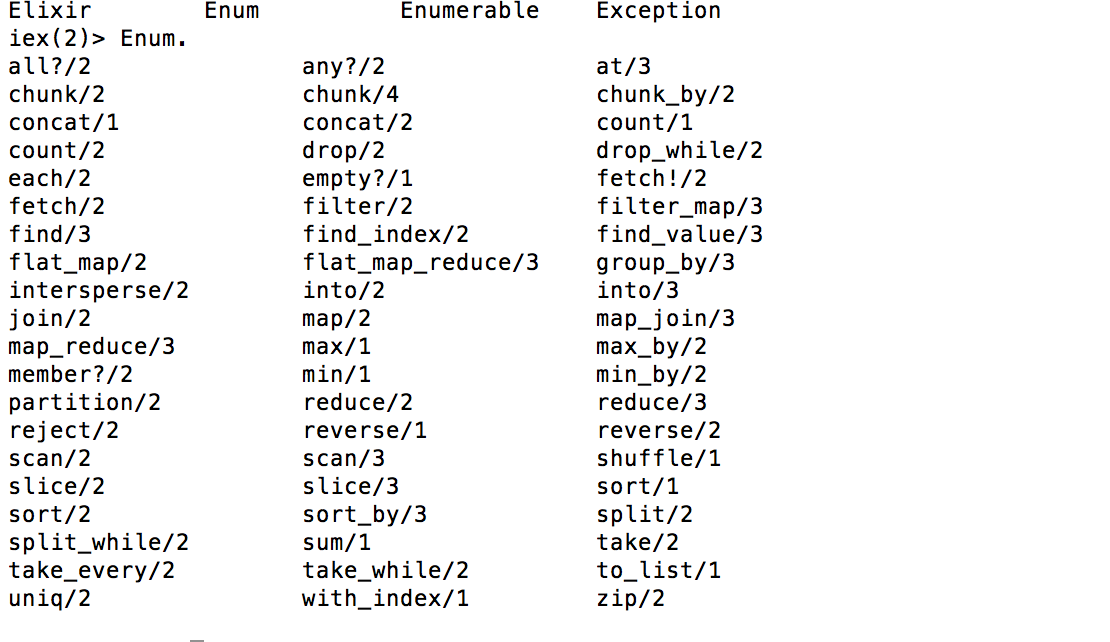 Elixir Enum Enumerable Exception
iex(2)> Enum.
all?/2 any?/2 at/3
chunk/2 chunk/4 chunk_by/2
concat/1 concat/2 count/1
count/2 drop/2 drop_while/2
each/2 empty?/1 fetch!/2
fetch/2 filter/2 filter_map/3
find/3 find_index/2 find_value/3
flat_map/2 flat_map_reduce/3 group_by/3
intersperse/2 into/2 into/3
join/2 map/2 map_join/3
map_reduce/3 max/1 max_by/2
member?/2 min/1 min_by/2
partition/2 reduce/2 reduce/3
reject/2 reverse/1 reverse/2
scan/2 scan/3 shuffle/1
slice/2 slice/3 sort/1
sort/2 sort_by/3 split/2
split_while/2 sum/1 take/2
take_every/2 take_while/2 to_list/1
uniq/2 with_index/1 zip/2